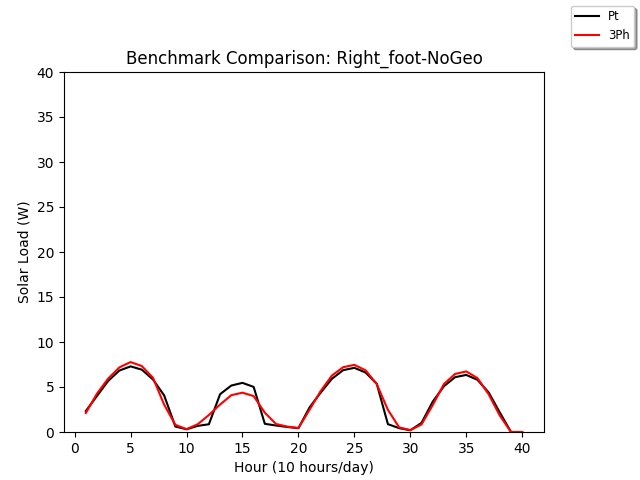 Pt
3Ph
Benchmark Comparison: Right_foot-NoGeo
40
35
30
25
20
15
10
5
0
Solar Load (W)
0 5 10 15 20 25 30 35 40
Hour (10 hours/day)